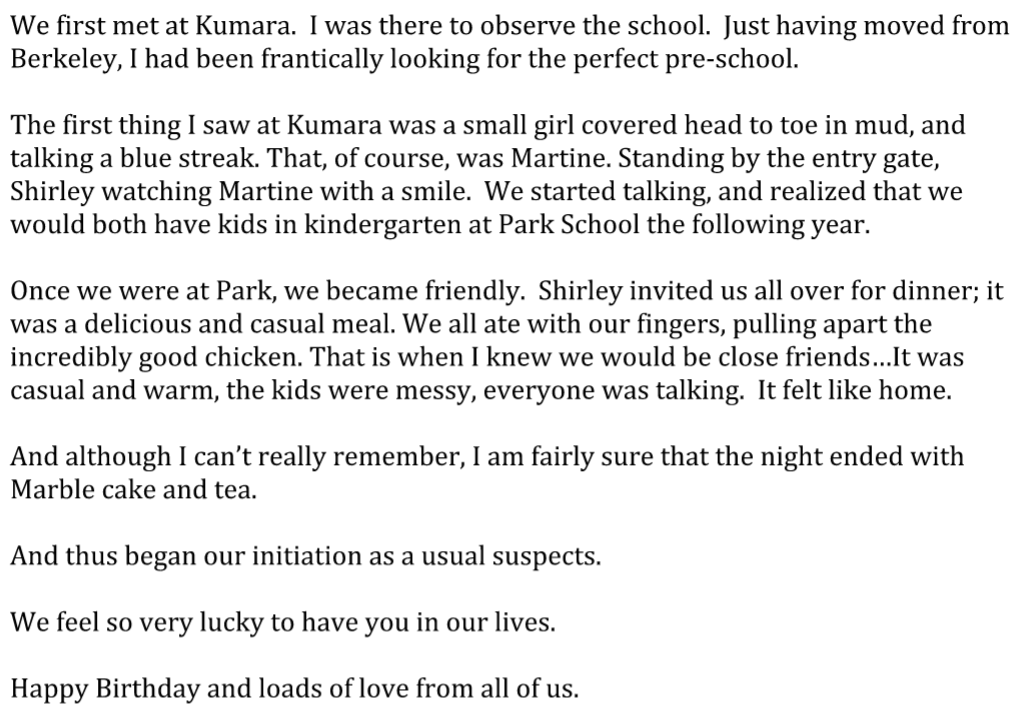 We first met at Kumara.  I was there to observe the school.  Just having moved from
Berkeley, I had been frantically looking for the perfect pre-school.
The first thing I saw at Kumara was a small girl covered head to toe in mud, and
talking a blue streak. That, of course, was Martine. Standing by the entry gate,
Shirley watching Martine with a smile.  We started talking, and realized that we
would both have kids in kindergarten at Park School the following year.
Once we were at Park, we became friendly.  Shirley invited us all over for dinner; it
was a delicious and casual meal. We all ate with our fingers, pulling apart the
incredibly good chicken. That is when I knew we would be close friends…It was
casual and warm, the kids were messy, everyone was talking.  It felt like home.
And although I can’t really remember, I am fairly sure that the night ended with
Marble cake and tea.
And thus began our initiation as a usual suspects.
We feel so very lucky to have you in our lives.
Happy Birthday and loads of love from all of us.